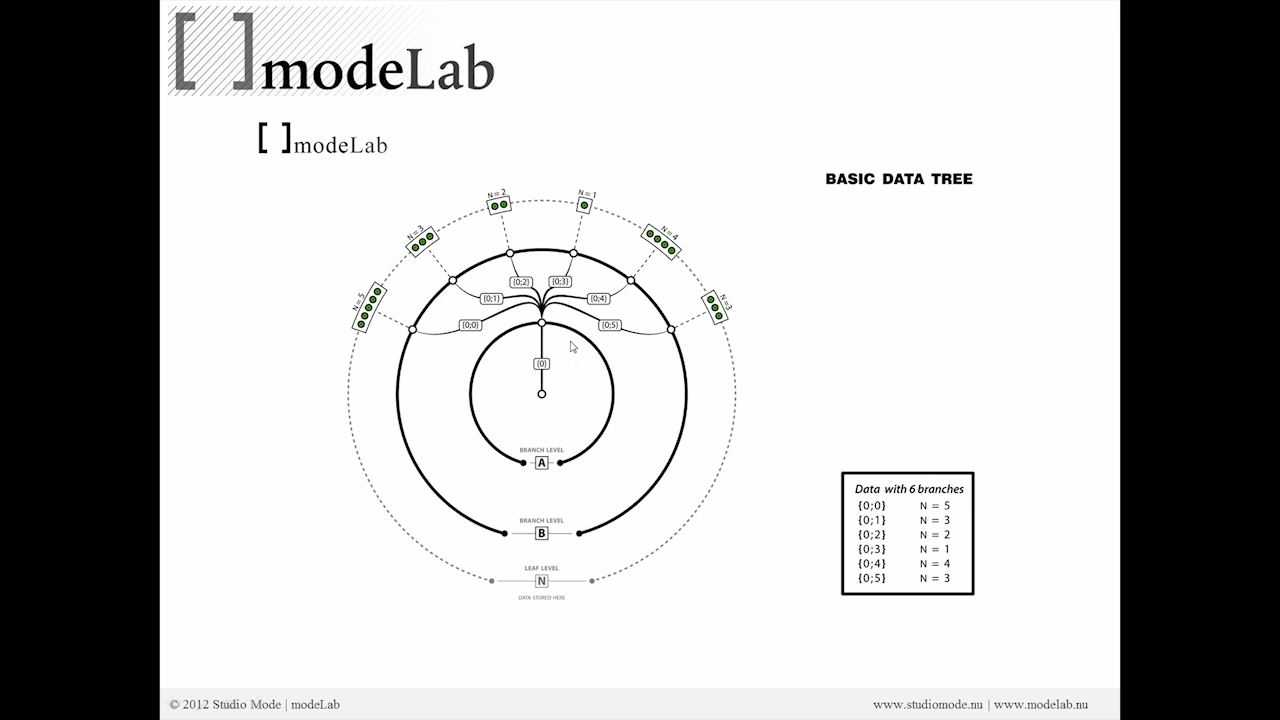 [ ]modeLab
[ ]modeLab
BASIC DATA TREE
N = 2
N = 1
N = 3
N = 4
N = 5
N=3
{0;2}
{0;3}
{0;1}
{0;4}
{0;0}
{0;5}
{0}
BRANCH LEVEL
A
BRANCH LEVEL
B
LEAF LEVEL
N
DATA STORED HERE
Data with 6 branches
{0;0} N = 5
{0;1} N = 3
{0;2} N = 2
{0;3} N = 1
{0;4} N = 4
{0;5} N = 3
© 2012 Studio Mode | modeLab
www.studiomode.nu | www.modelab.nu